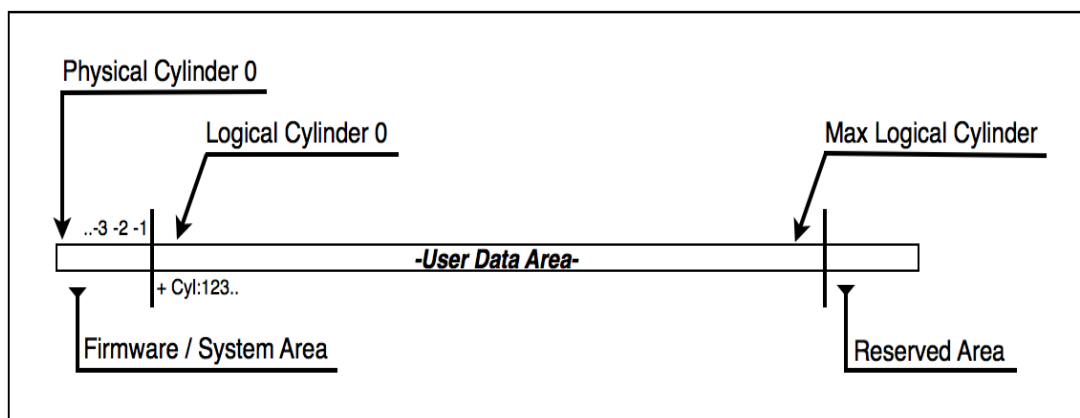 Physical Cylinder 0
Logical Cylinder 0
Max Logical Cylinder
..-3 -2 -1
-User Data Area-
+ Cyl:123..
Firmware / System Area
Reserved Area